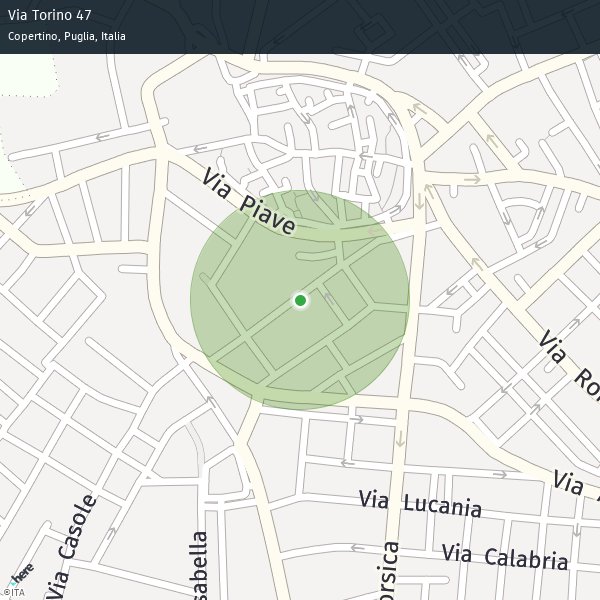 Via Torino 47
Copertino, Puglia, Italia
Via Piave
Via
Via
Via Lucania
Via Calabria
Via Casole
sabella
orsica
here
©ITA